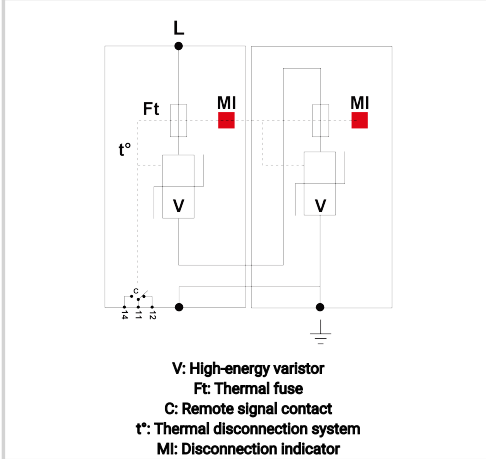 L
Ft
MI
MI
t°
V
V
C
14
11
12
V: High-energy varistor
Ft: Thermal fuse
C: Remote signal contact
t°: Thermal disconnection system
MI: Disconnection indicator